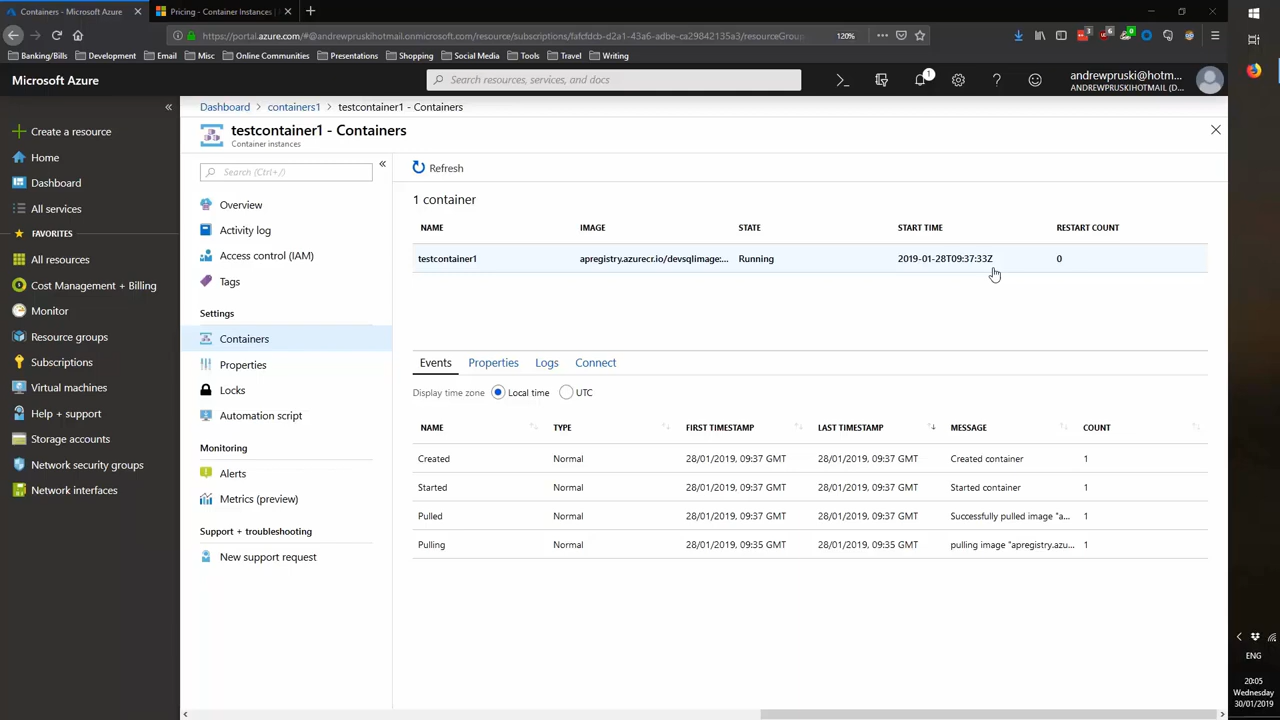 Containers - Microsoft Azure
Pricing - Container Instances |
https://portal.azure.com/#@andrewpruskihotmail.onmicrosoft.com/resource/subscriptions/fafcfdcb-d2a1-43a6-adbe-ca29842135a3/resourceGroup
120%
Banking/Bills
Development
Email
Misc
Online Communities
Presentations
Shopping
Social Media
Tools
Travel
Writing
Microsoft Azure
Search resources, services, and docs
1
andrewpruski@hotm...
ANDREWPRUSKIHOTMAIL (D...
Create a resource
Home
Dashboard
All services
FAVORITES
All resources
Cost Management + Billing
Monitor
Resource groups
Subscriptions
Virtual machines
Help + support
Storage accounts
Network security groups
Network interfaces
Dashboard > containers1 > testcontainer1 - Containers
testcontainer1 - Containers
Container instances
Search (Ctrl+/)
Overview
Activity log
Access control (IAM)
Tags
Settings
Containers
Properties
Locks
Automation script
Monitoring
Alerts
Metrics (preview)
Support + troubleshooting
New support request
Refresh
1 container
NAME IMAGE STATE START TIME RESTART COUNT
testcontainer1 apregistry.azurecr.io/devsqlimage:... Running 2019-01-28T09:37:33Z 0
Events Properties Logs Connect
Display time zone Local time UTC
NAME TYPE FIRST TIMESTAMP LAST TIMESTAMP MESSAGE COUNT
Created Normal 28/01/2019, 09:37 GMT 28/01/2019, 09:37 GMT Created container 1
Started Normal 28/01/2019, 09:37 GMT 28/01/2019, 09:37 GMT Started container 1
Pulled Normal 28/01/2019, 09:37 GMT 28/01/2019, 09:37 GMT Successfully pulled image "a... 1
Pulling Normal 28/01/2019, 09:35 GMT 28/01/2019, 09:35 GMT pulling image "apregistry.azu... 1
ENG
20:05
Wednesday
30/01/2019